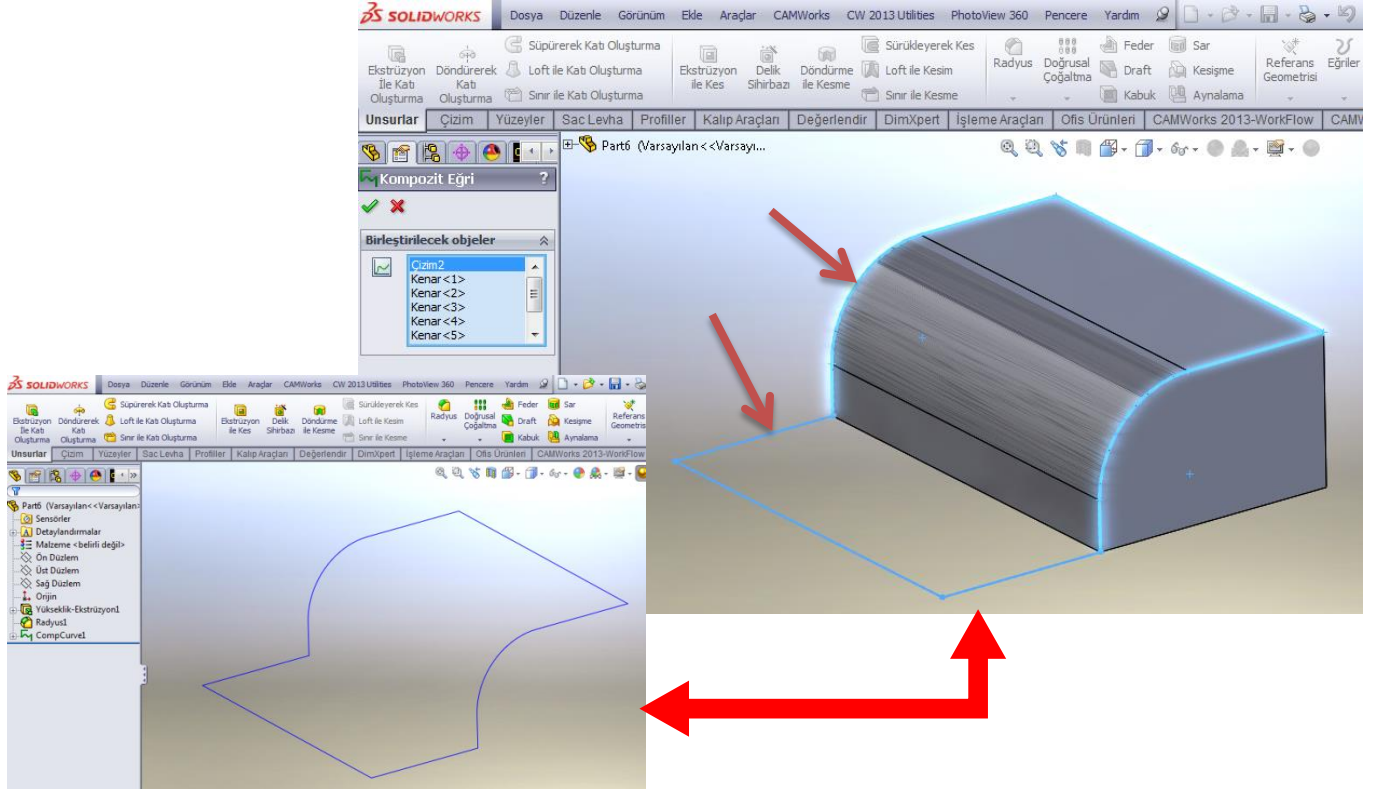 SOLIDWORKS Dosya Düzenle Görünüm Ekle Araçlar CAMWorks CW 2013 Utilities PhotoView 360 Pencere Yardım
Ekstrüzyon İle Katı Oluşturma
Döndürerek Katı Oluşturma
Süpürerek Katı Oluşturma
Loft ile Katı Oluşturma
Sınır ile Katı Oluşturma
Ekstrüzyon ile Kes
Delik Sihirbazı
Döndürme ile Kesme
Sürükleyerek Kes
Loft ile Kesim
Sınır ile Kesme
Radyus
Doğrusal Çoğaltma
Feder
Draft
Kabuk
Sar
Kesişme
Aynalama
Referans Geometrisi
Eğriler
Unsurlar Çizim Yüzeyler Sac Levha Profiller Kalıp Araçları Değerlendir DimXpert İşleme Araçları Ofis Ürünleri CAMWorks 2013-WorkFlow CAMW
Part6 (Varsayılan<<Varsayı...
Kompozit Eğri ?
Birleştirilecek objeler
Çizim2
Kenar<1>
Kenar<2>
Kenar<3>
Kenar<4>
Kenar<5>
SOLIDWORKS Dosya Düzenle Görünüm Ekle Araçlar CAMWorks CW 2013 Utilities PhotoView 360 Pencere Yardım
Ekstrüzyon İle Katı Oluşturma
Döndürerek Katı Oluşturma
Süpürerek Katı Oluşturma
Loft ile Katı Oluşturma
Sınır ile Katı Oluşturma
Ekstrüzyon ile Kes
Delik Sihirbazı
Döndürme ile Kesme
Sürükleyerek Kes
Loft ile Kesim
Sınır ile Kesme
Radyus
Doğrusal Çoğaltma
Feder
Draft
Kabuk
Sar
Kesişme
Aynalama
Referans Geometris
Unsurlar Çizim Yüzeyler Sac Levha Profiller Kalıp Araçları Değerlendir DimXpert İşleme Araçları Ofis Ürünleri CAMWorks 2013-WorkFlow
Part6 (Varsayılan<<Varsayılan>
Sensörler
Detaylandırmalar
Malzeme <belirli değil>
Ön Düzlem
Üst Düzlem
Sağ Düzlem
Orijin
Yükseklik-Ekstrüzyon1
Radyus1
CompCurve1